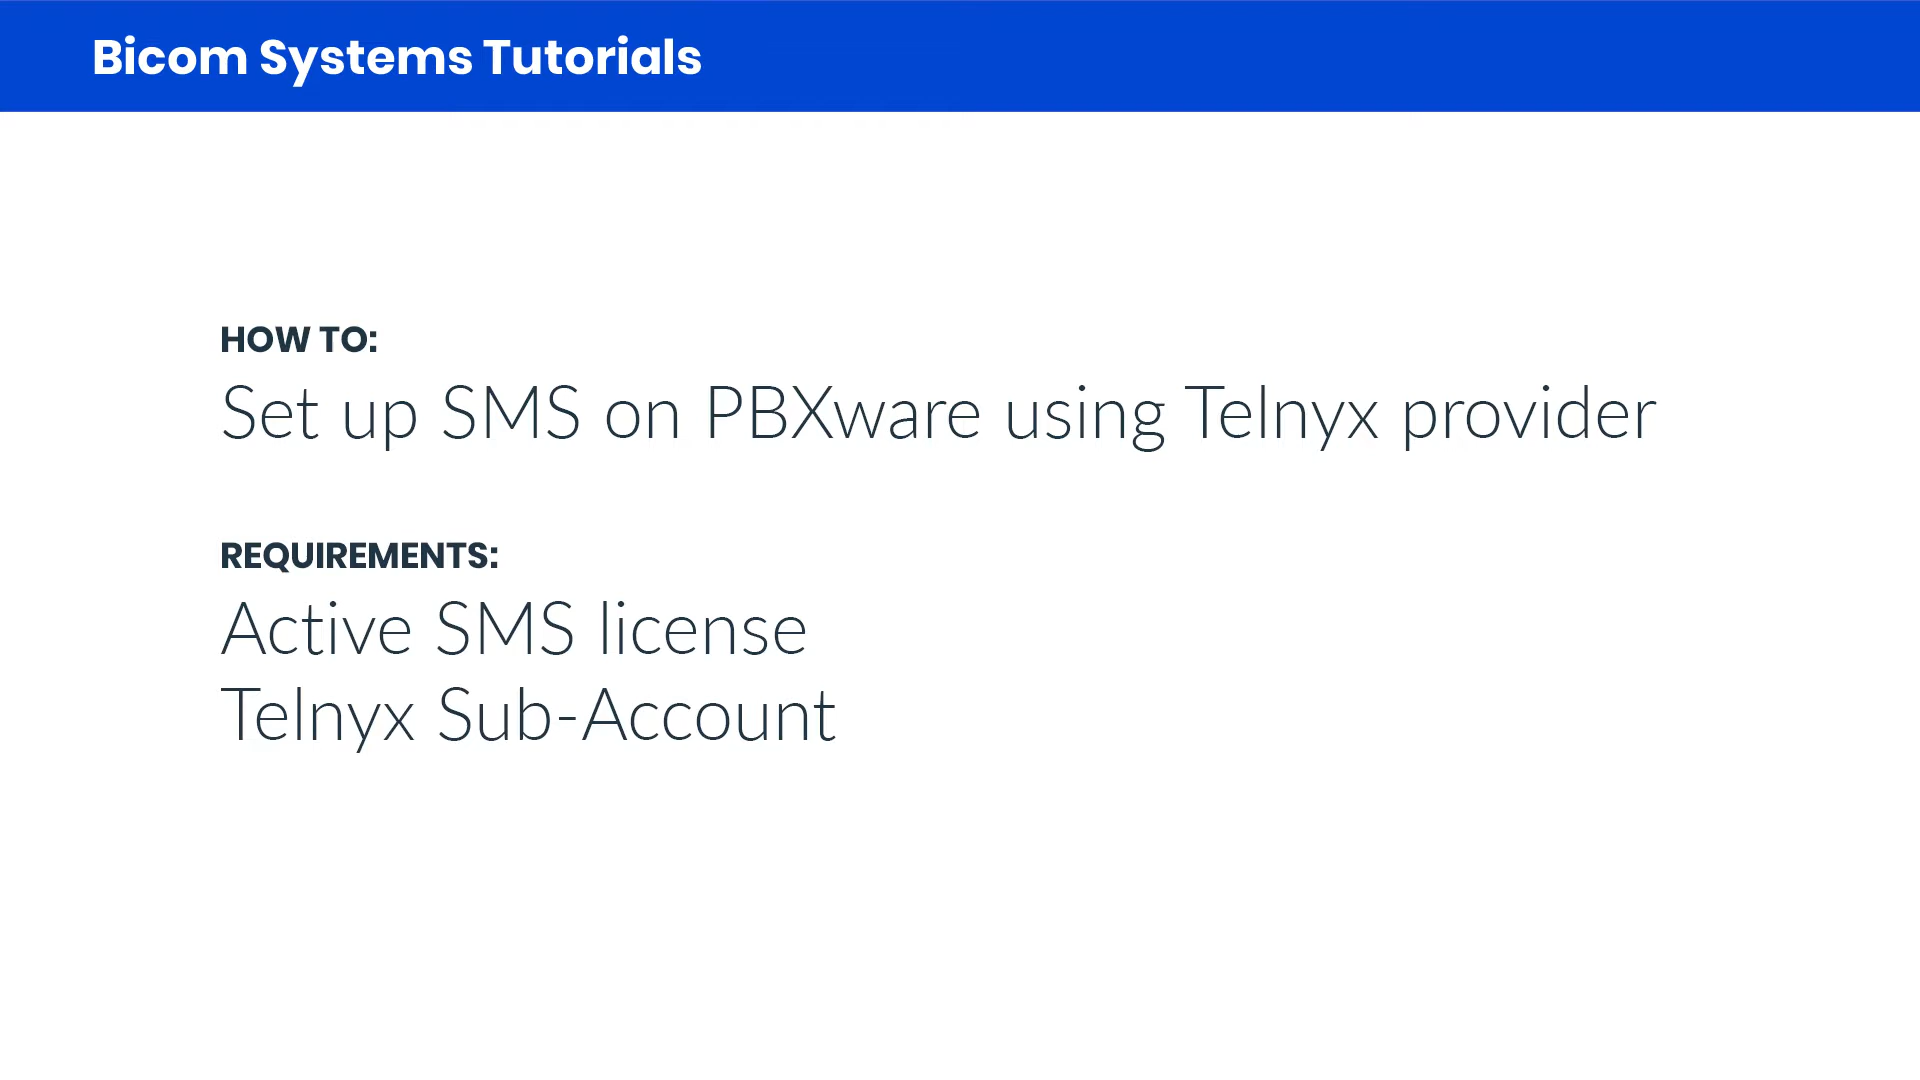 Bicom Systems Tutorials
HOW TO:
Set up SMS on PBXware using Telnyx provider
REQUIREMENTS:
Active SMS license
Telnyx Sub-Account